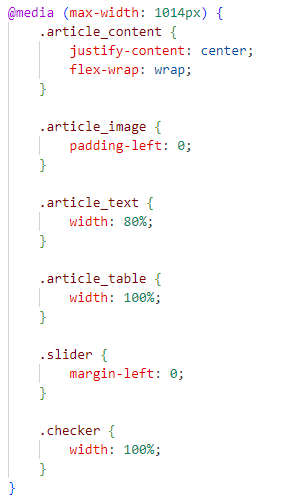 @media (max-width: 1014px) {
    .article_content {
        justify-content: center;
        flex-wrap: wrap;
    }

    .article_image {
        padding-left: 0;
    }

    .article_text {
        width: 80%;
    }

    .article_table {
        width: 100%;
    }

    .slider {
        margin-left: 0;
    }

    .checker {
        width: 100%;
    }
}